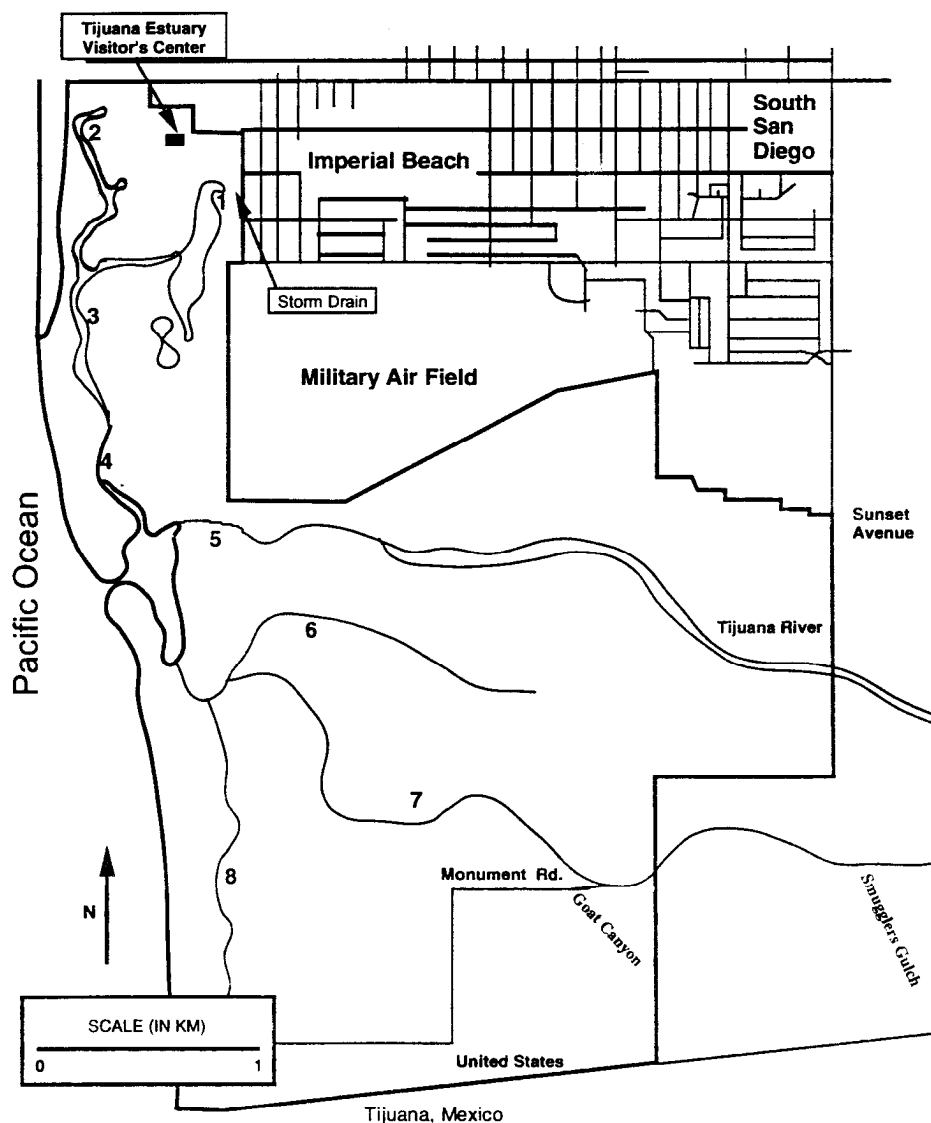 Tijuana Estuary
Visitor's Center
South
San
Diego
2
Imperial Beach
1
Storm Drain
3
Military Air Field
4
Pacific Ocean
Sunset
Avenue
5
6
Tijuana River
7
8
Monument Rd.
N
Goat Canyon
Smugglers Gulch
SCALE (IN KM)
0 1
United States
Tijuana, Mexico